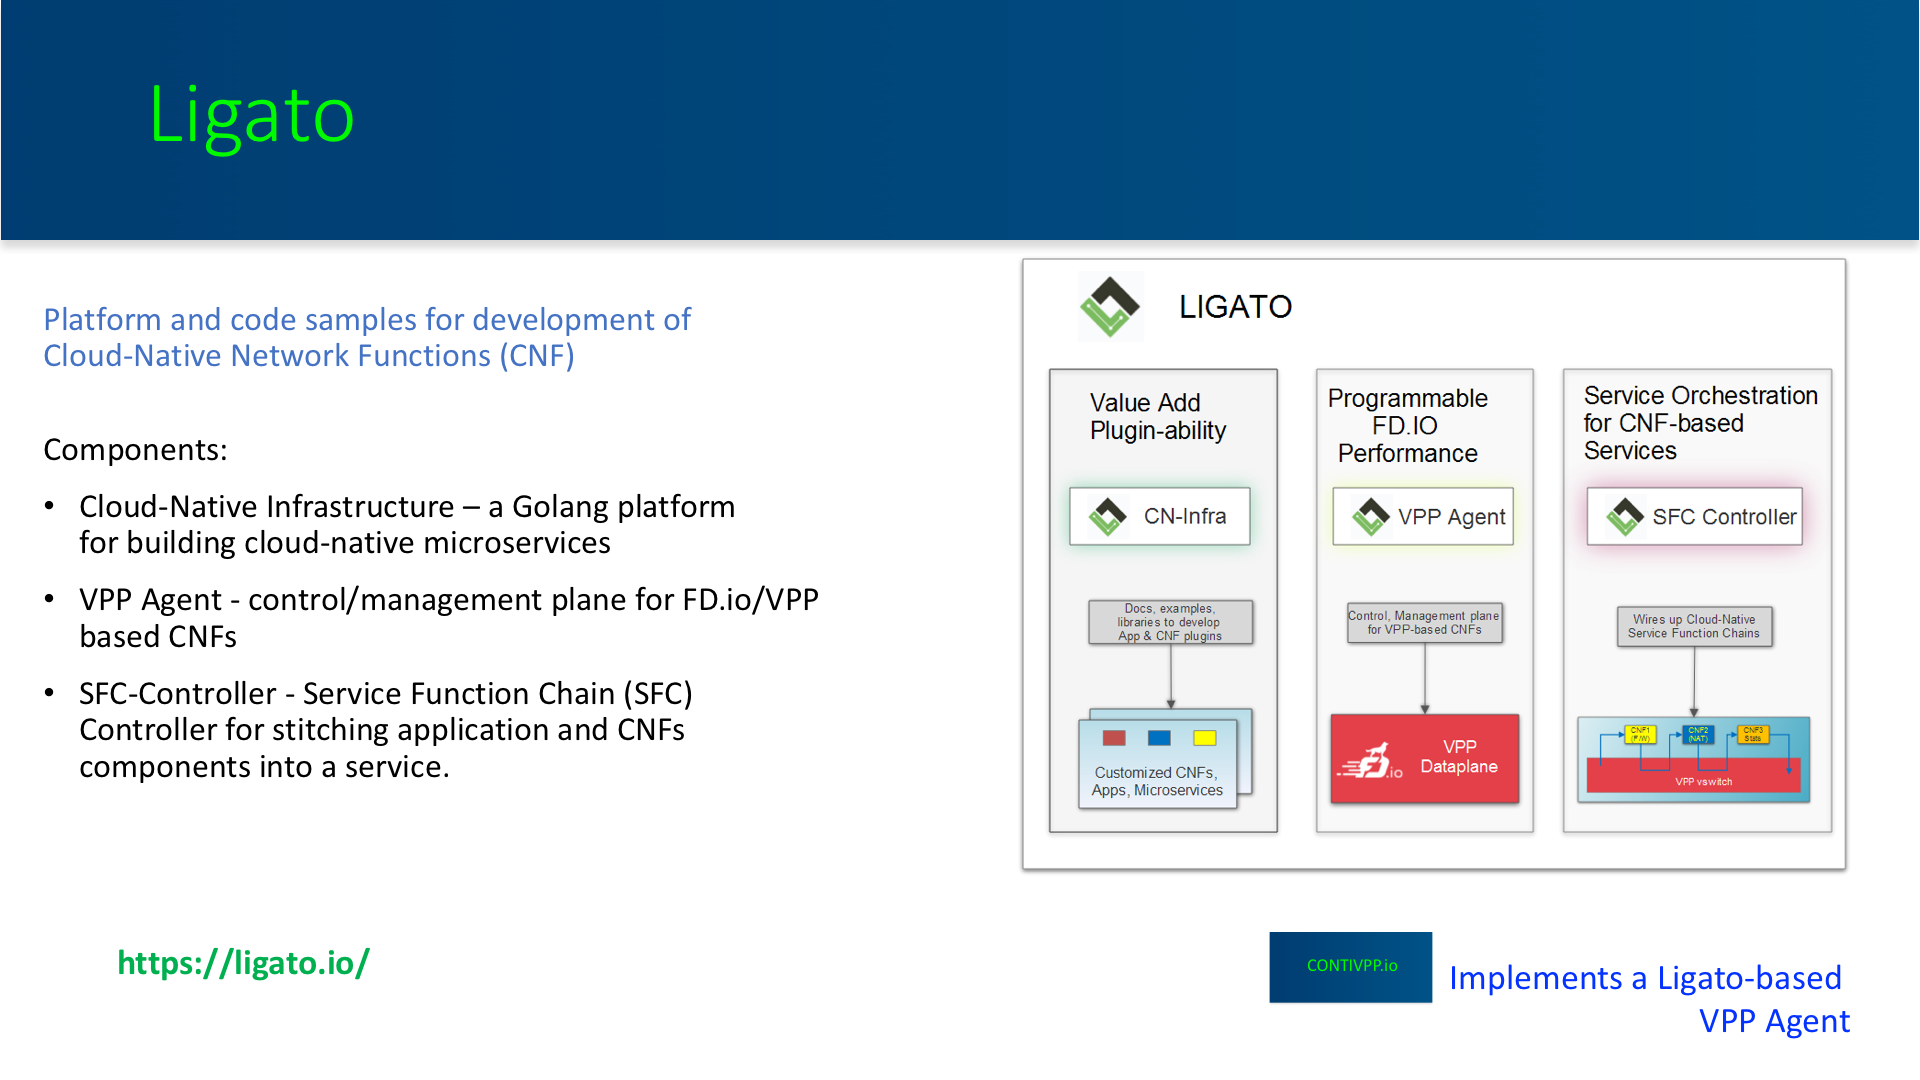 Ligato
Platform and code samples for development of
Cloud-Native Network Functions (CNF)
Components:
• Cloud-Native Infrastructure – a Golang platform
for building cloud-native microservices
• VPP Agent - control/management plane for FD.io/VPP
based CNFs
• SFC-Controller - Service Function Chain (SFC)
Controller for stitching application and CNFs
components into a service.
https://ligato.io/
LIGATO
Value Add
Plugin-ability
CN-Infra
Docs, examples,
libraries to develop
App & CNF plugins
Customized CNFs,
Apps, Microservices
Programmable
FD.IO
Performance
VPP Agent
Control, Management plane
for VPP-based CNFs
FD.io
VPP
Dataplane
Service Orchestration
for CNF-based
Services
SFC Controller
Wires up Cloud-Native
Service Function Chains
CNF1
(F/W)
CNF2
(NAT)
CNF3
Stats
VPP vswitch
CONTIVPP.io
Implements a Ligato-based
VPP Agent